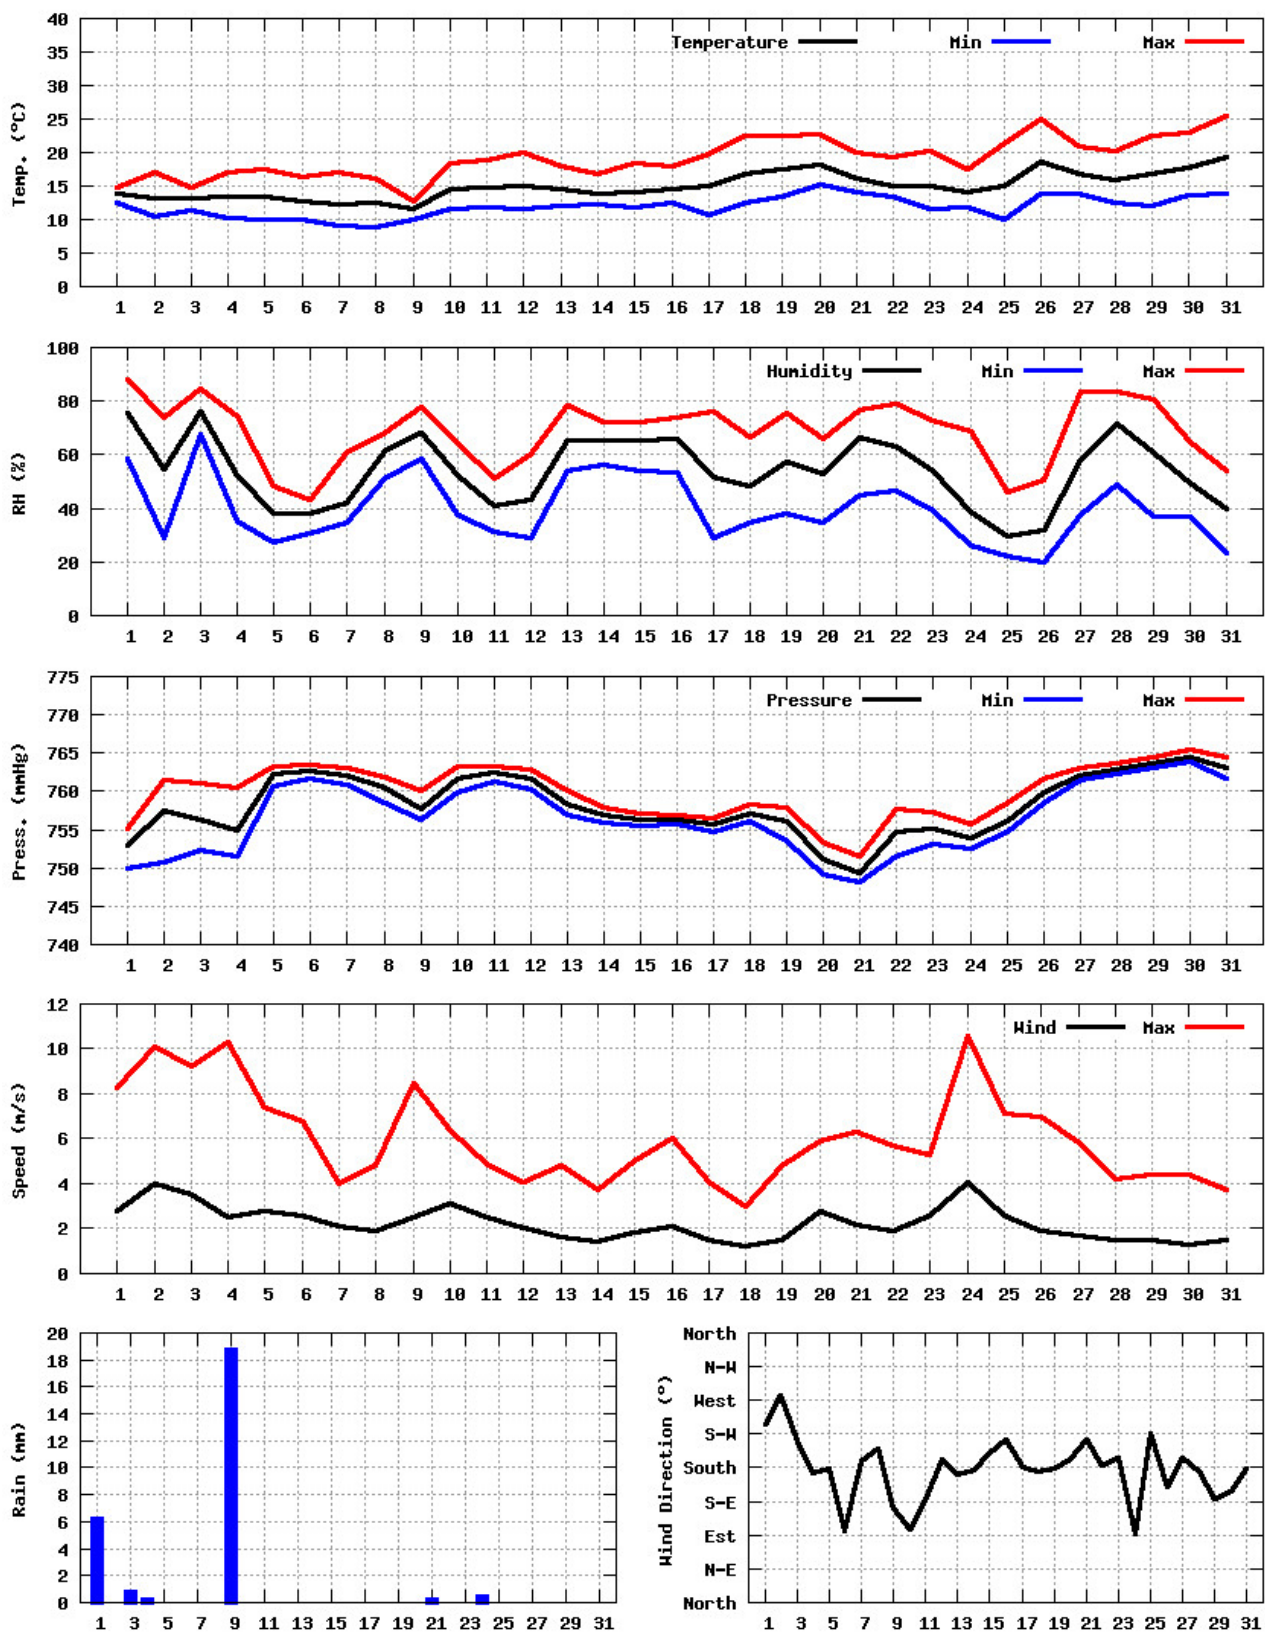 40
Temperature Min Max
35
30
25
20
15
10
5
0
Temp. (°C)
1 2 3 4 5 6 7 8 9 10 11 12 13 14 15 16 17 18 19 20 21 22 23 24 25 26 27 28 29 30 31
100
Humidity Min Max
80
60
40
20
0
RH (%)
1 2 3 4 5 6 7 8 9 10 11 12 13 14 15 16 17 18 19 20 21 22 23 24 25 26 27 28 29 30 31
775
Pressure Min Max
770
765
760
755
750
745
740
Press. (mmHg)
1 2 3 4 5 6 7 8 9 10 11 12 13 14 15 16 17 18 19 20 21 22 23 24 25 26 27 28 29 30 31
12
Wind Max
10
8
6
4
2
0
Speed (m/s)
1 2 3 4 5 6 7 8 9 10 11 12 13 14 15 16 17 18 19 20 21 22 23 24 25 26 27 28 29 30 31
20
18
16
14
12
10
8
6
4
2
0
Rain (mm)
1 3 5 7 9 11 13 15 17 19 21 23 25 27 29 31
North
N-W
West
S-W
South
S-E
Est
N-E
North
Wind Direction (°)
1 3 5 7 9 11 13 15 17 19 21 23 25 27 29 31